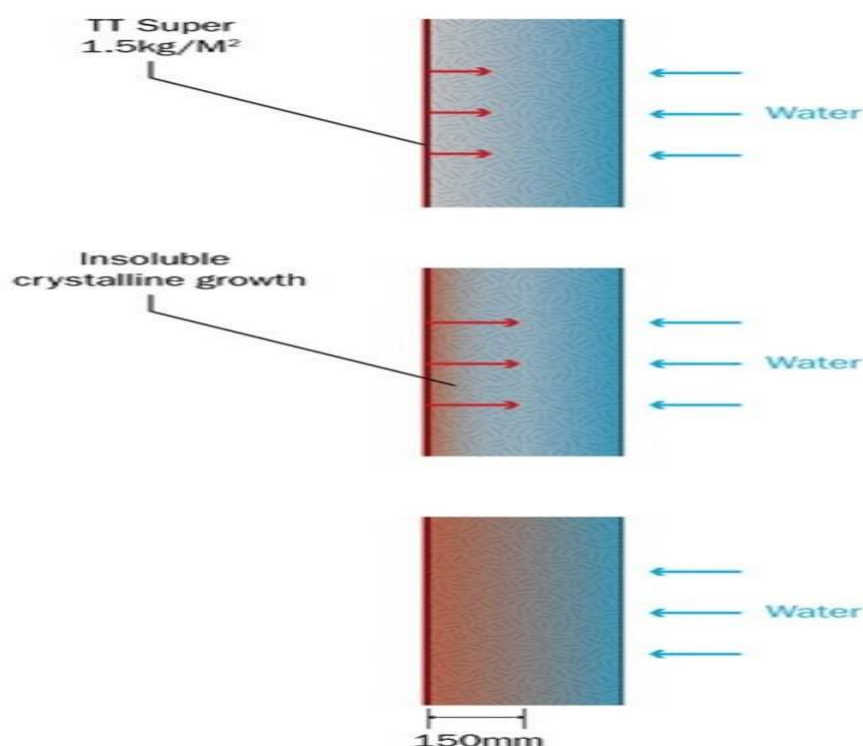 TT Super
1.5kg/M²
Water
Insoluble
crystalline growth
Water
Water
150mm